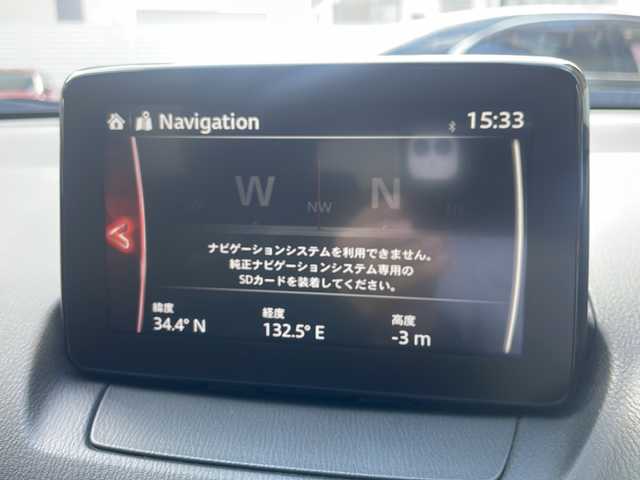 Navigation
15:33
W NW N
ナビゲーションシステムを利用できません。
純正ナビゲーションシステム専用の
SDカードを装着してください。
緯度 経度 高度
34.4° N 132.5° E -3 m